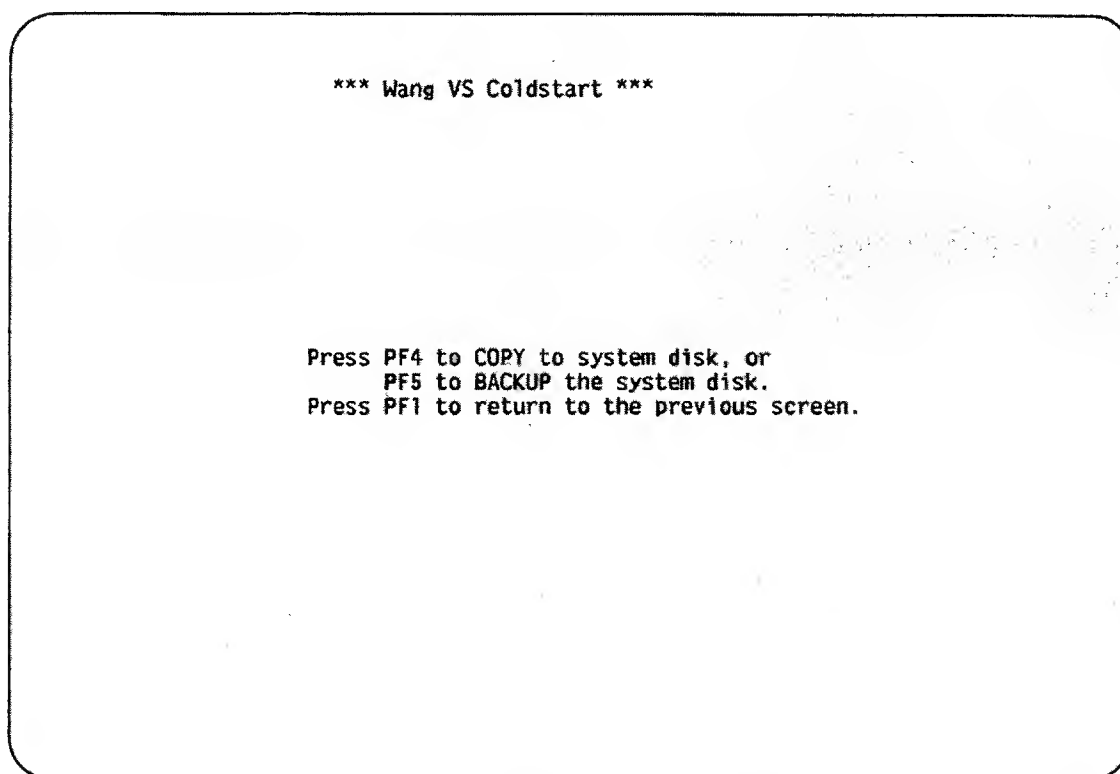 *** Wang VS Coldstart ***
Press PF4 to COPY to system disk, or
PF5 to BACKUP the system disk.
Press PF1 to return to the previous screen.